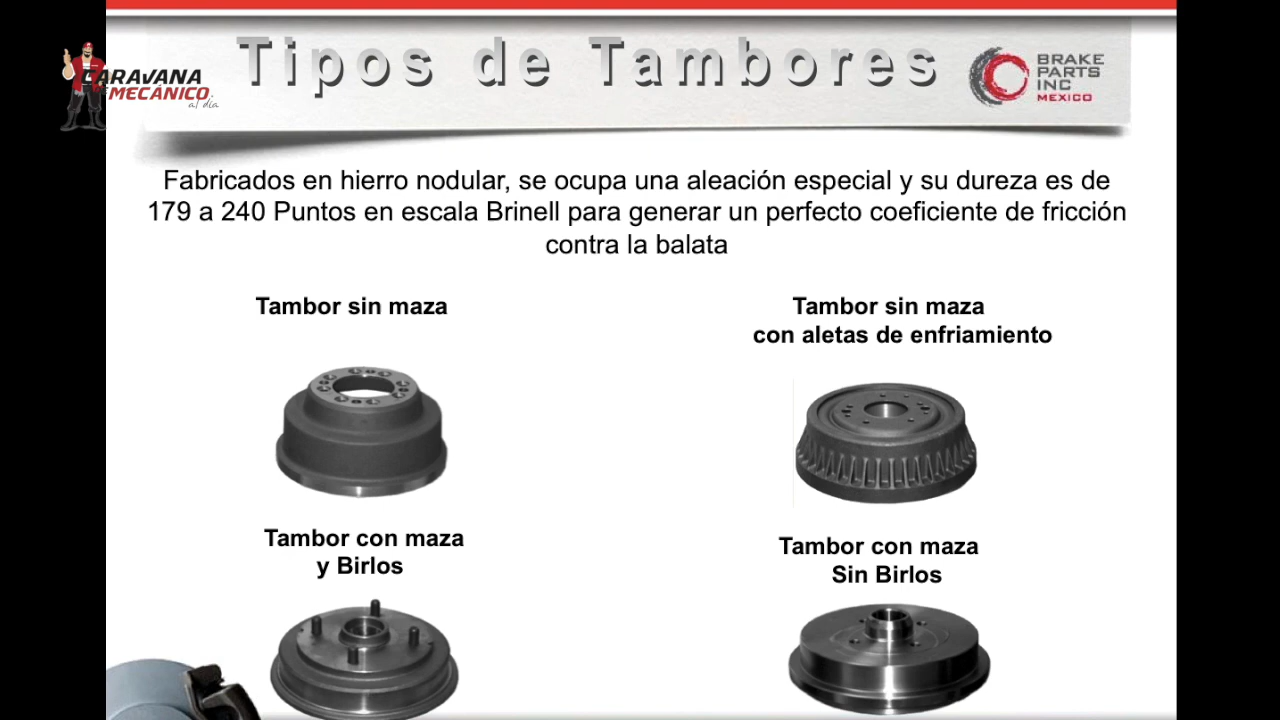 Tipos de Tambores
CARAVANA
MECÁNICO
al día
BRAKE
PARTS
INC
MEXICO
Fabricados en hierro nodular, se ocupa una aleación especial y su dureza es de
179 a 240 Puntos en escala Brinell para generar un perfecto coeficiente de fricción
contra la balata
Tambor sin maza
Tambor sin maza
con aletas de enfriamiento
Tambor con maza
y Birlos
Tambor con maza
Sin Birlos